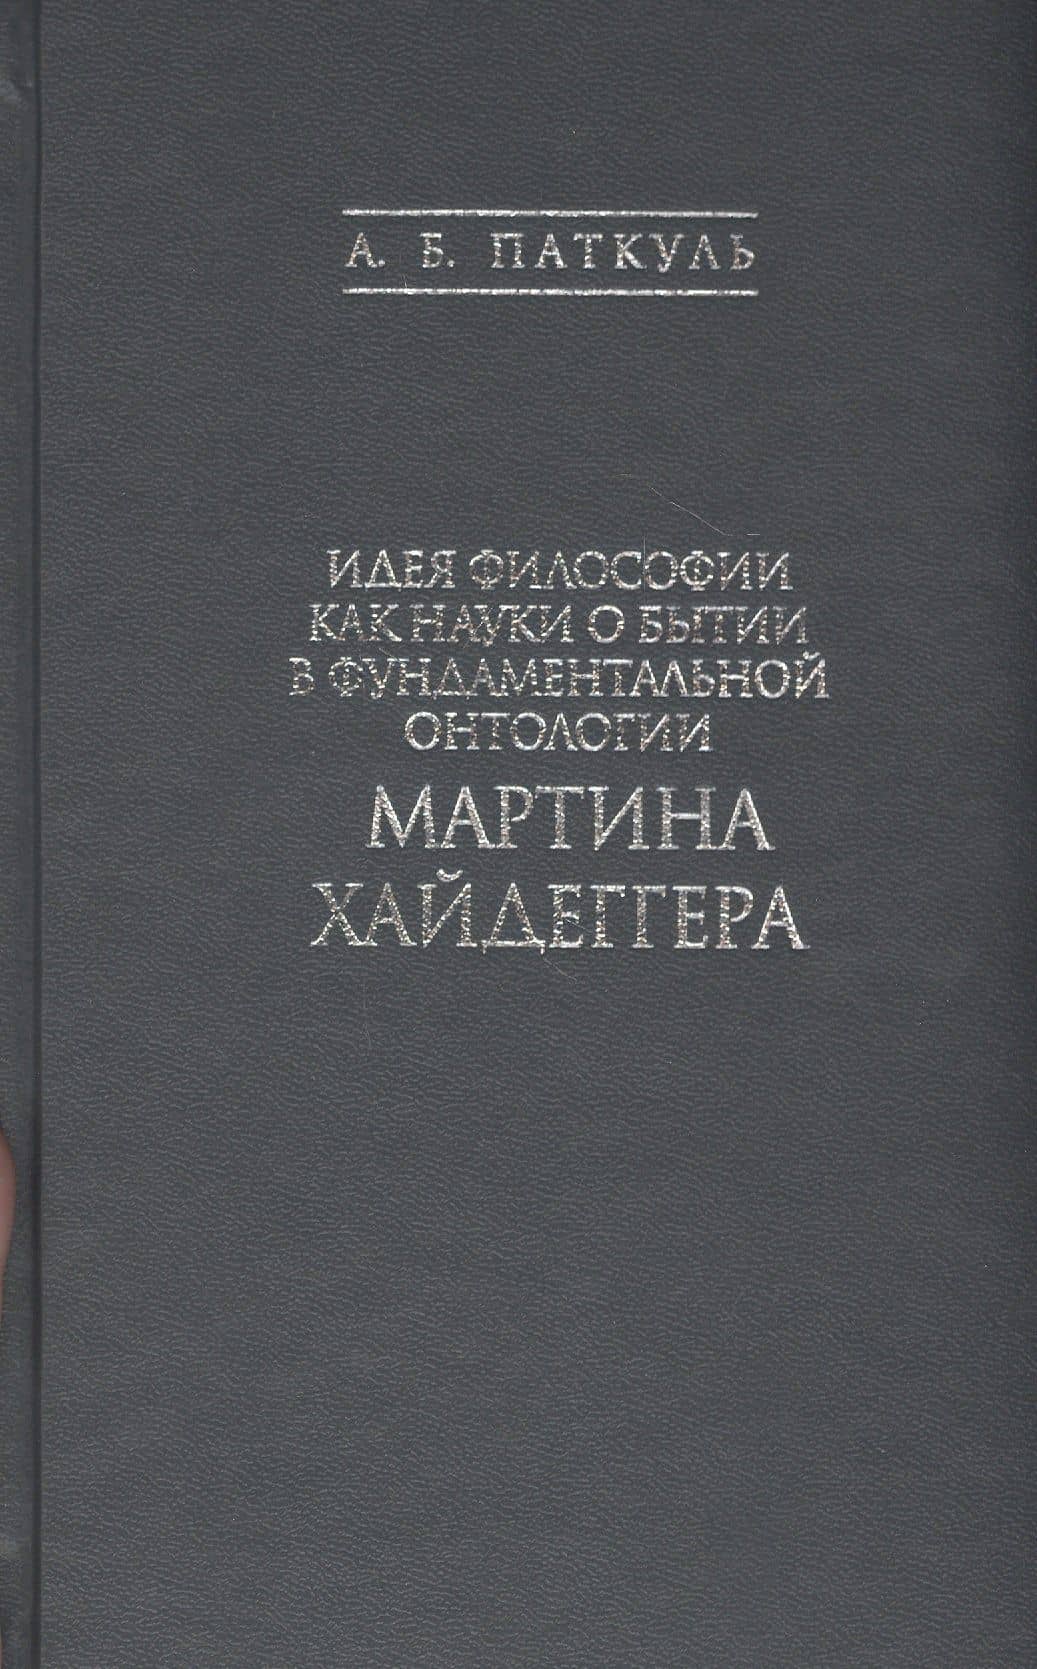 А. Б. ПАТКУЛЬ
ИДЕЯ ФИЛОСОФИИ
КАК НАУКИ О БЫТИИ
В ФУНДАМЕНТАЛЬНОЙ
ОНТОЛОГИИ
МАРТИНА
ХАЙДЕГГЕРА